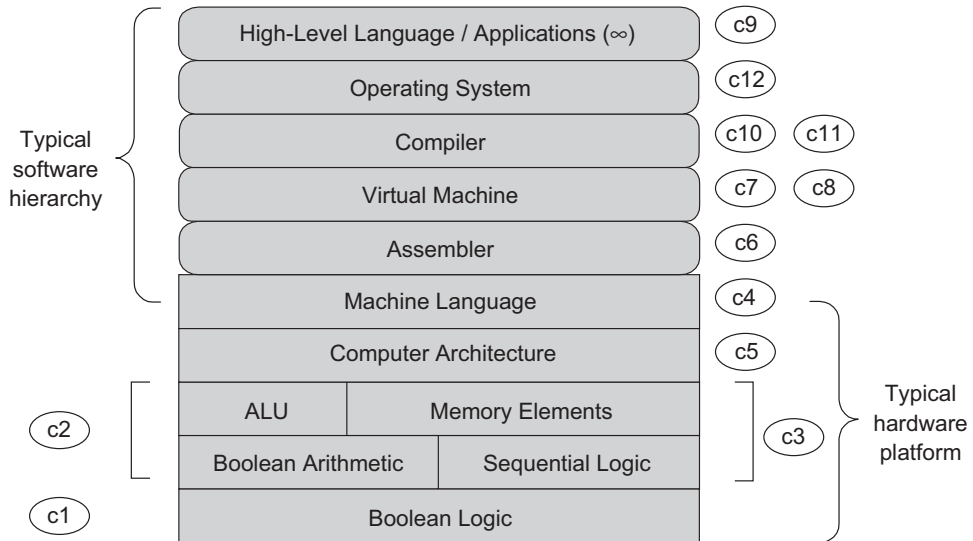 High-Level Language / Applications (∞)
c9
Operating System
c12
Typical
software
hierarchy
Compiler
c10
c11
Virtual Machine
c7
c8
Assembler
c6
Machine Language
c4
Computer Architecture
c5
c2
ALU
Memory Elements
c3
Typical
hardware
platform
Boolean Arithmetic
Sequential Logic
c1
Boolean Logic